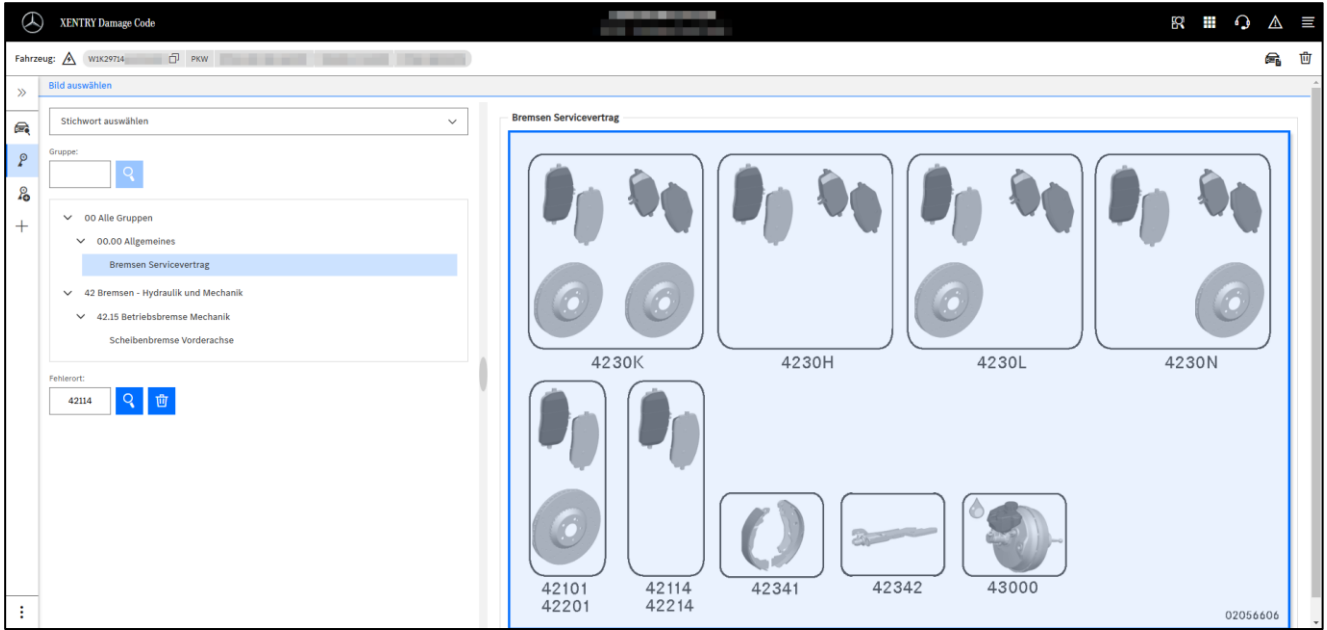 XENTRY Damage Code
Fahrzeug: W1K29714 PKW
Bild auswählen
Stichwort auswählen
Gruppe:
00 Alle Gruppen
00.00 Allgemeines
Bremsen Servicevertrag
42 Bremsen - Hydraulik und Mechanik
42.15 Betriebsbremse Mechanik
Scheibenbremse Vorderachse
Fehlerort:
42114
Bremsen Servicevertrag
4230K 4230H 4230L 4230N
42101 42114 42341 42342 43000
42201 42214
02056606